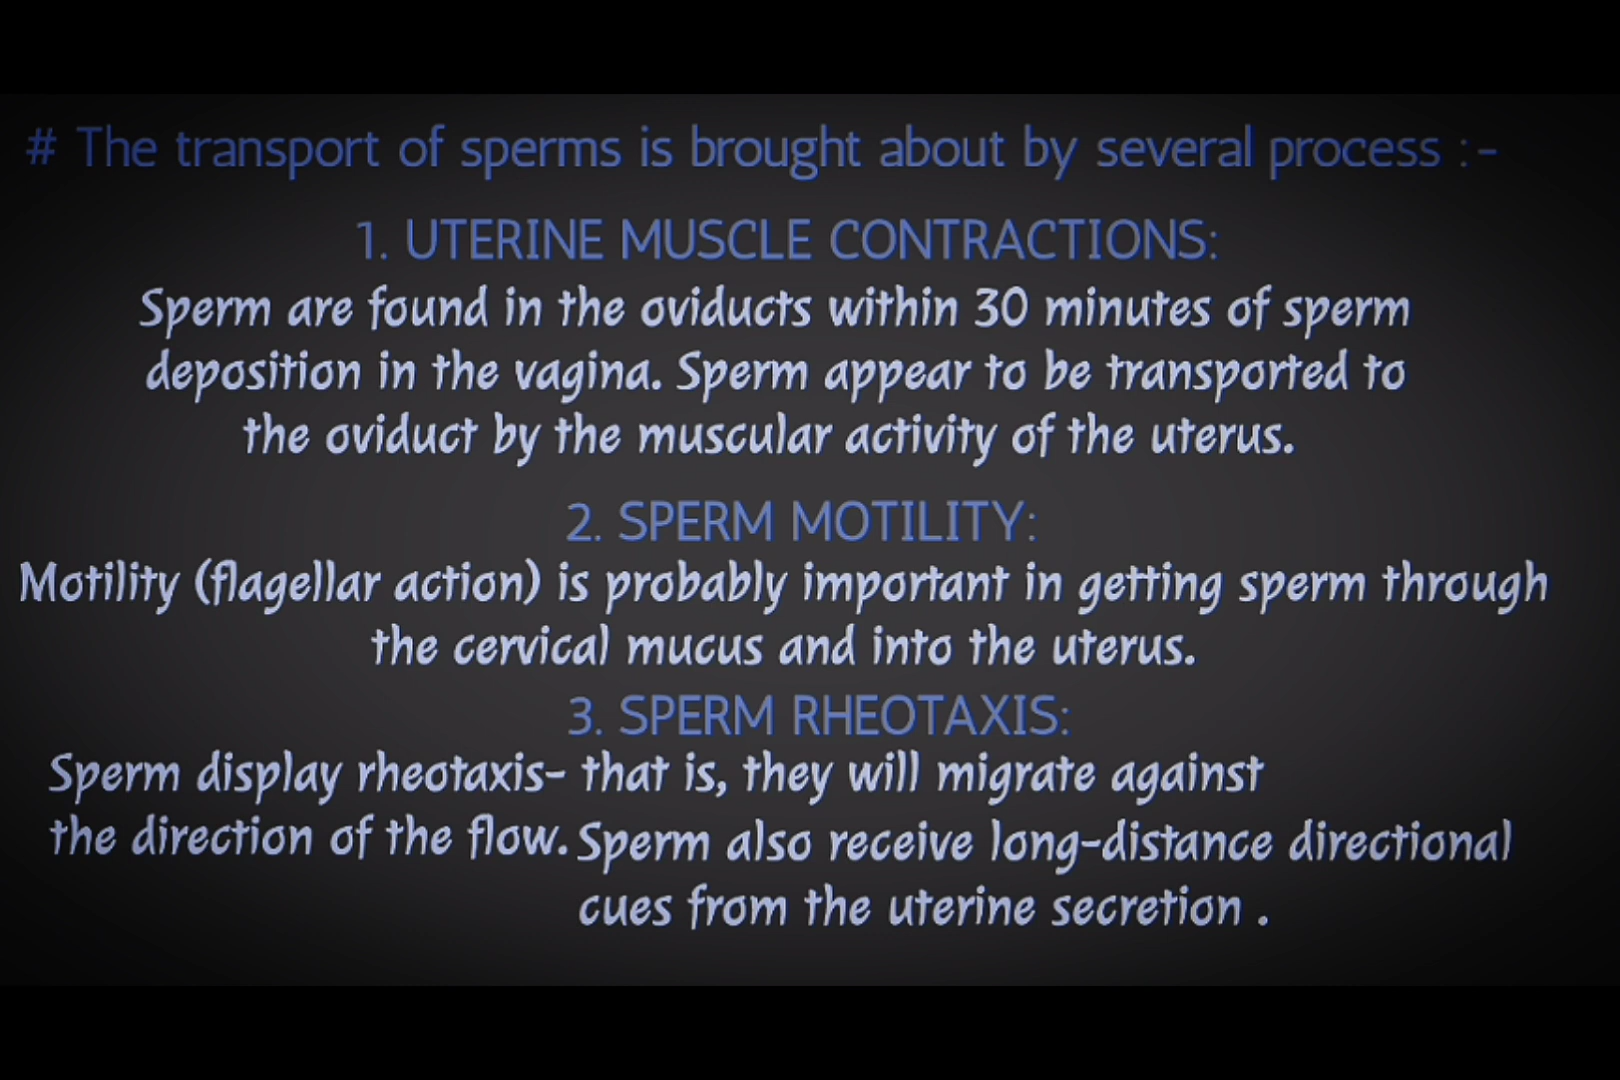 # The transport of sperms is brought about by several process :-
1. UTERINE MUSCLE CONTRACTIONS:
Sperm are found in the oviducts within 30 minutes of sperm
deposition in the vagina. Sperm appear to be transported to
the oviduct by the muscular activity of the uterus.
2. SPERM MOTILITY:
Motility (flagellar action) is probably important in getting sperm through
the cervical mucus and into the uterus.
3. SPERM RHEOTAXIS:
Sperm display rheotaxis- that is, they will migrate against
the direction of the flow. Sperm also receive long-distance directional
cues from the uterine secretion .